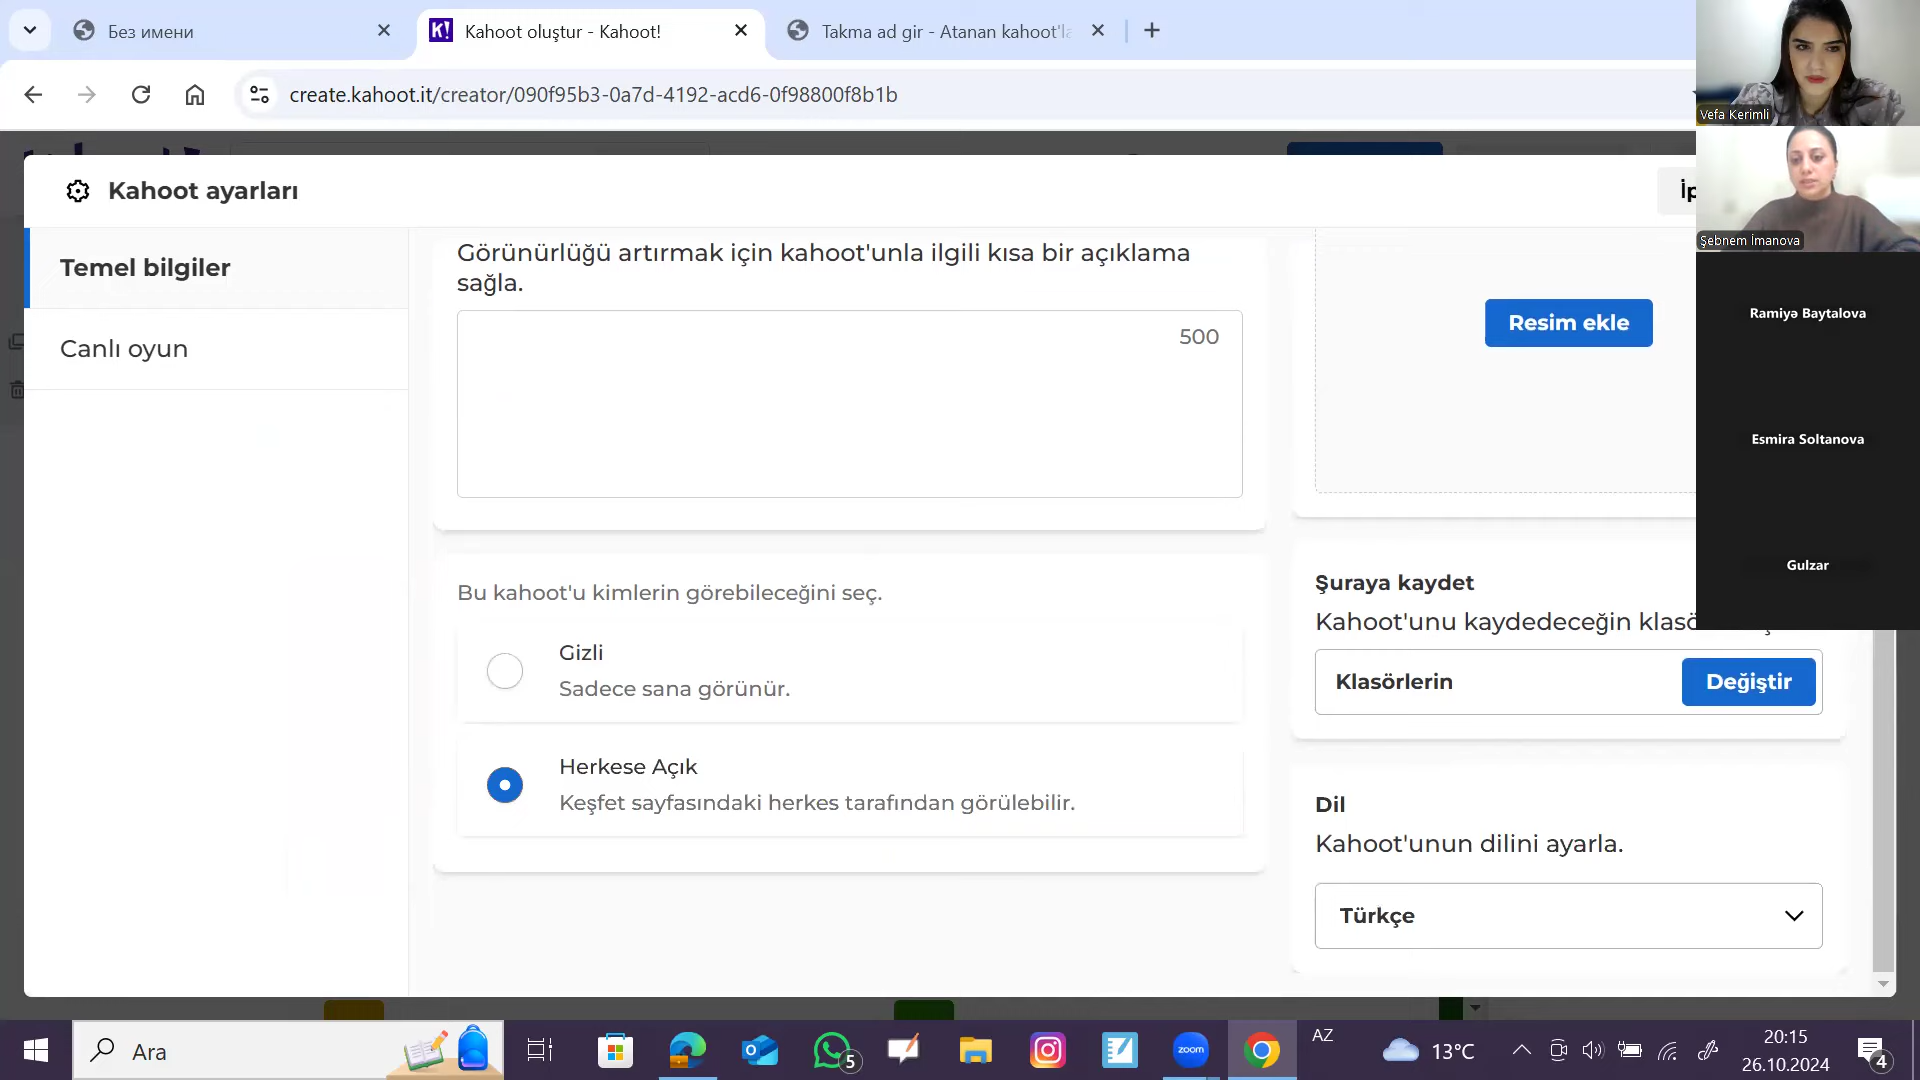 Без имени
Kahoot oluştur - Kahoot!
Takma ad gir - Atanan kahoot'la
create.kahoot.it/creator/090f95b3-0a7d-4192-acd6-0f98800f8b1b
Vefa Kerimli
Kahoot ayarları
İp
Şebnem İmanova
Temel bilgiler
Canlı oyun
Görünürlüğü artırmak için kahoot'unla ilgili kısa bir açıklama
sağla.
500
Resim ekle
Ramiyə Baytalova
Esmira Soltanova
Gulzar
Bu kahoot'u kimlerin görebileceğini seç.
Gizli
Sadece sana görünür.
Herkese Açık
Keşfet sayfasındaki herkes tarafından görülebilir.
Şuraya kaydet
Kahoot'unu kaydedeceğin
Klasörlerin
Değiştir
Dil
Kahoot'unun dilini ayarla.
Türkçe
Ara
5
zoom
AZ
13°C
20:15
26.10.2024
4